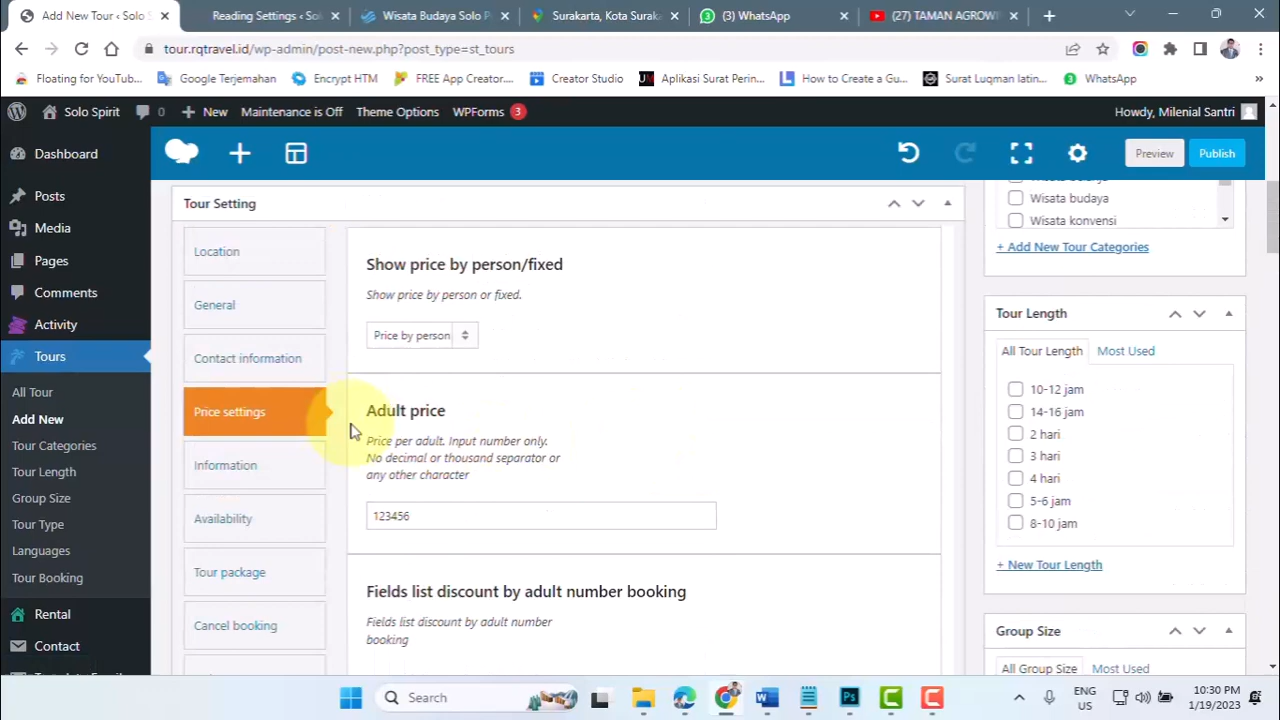 Add New Tour < Solo S
Reading Settings < Sol
Wisata Budaya Solo P
Surakarta, Kota Surak
(3) WhatsApp
(27) TAMAN AGROW
tour.rqtravel.id/wp-admin/post-new.php?post_type=st_tours
Floating for YouTub...
Google Terjemahan
Encrypt HTM
FREE App Creator....
Creator Studio
UM
Aplikasi Surat Perin...
How to Create a Gu...
Surat Luqman latin...
WhatsApp
»
Solo Spirit
0
New
Maintenance is Off
Theme Options
WPForms
3
Howdy, Milenial Santri
Dashboard
Posts
Media
Pages
Comments
Activity
Tours
All Tour
Add New
Tour Categories
Tour Length
Group Size
Tour Type
Languages
Tour Booking
Rental
Contact
Preview
Publish
Tour Setting
Location
General
Contact information
Price settings
Information
Availability
Tour package
Cancel booking
Show price by person/fixed
Show price by person or fixed.
Price by person
Adult price
Price per adult. Input number only.
No decimal or thousand separator or
any other character
123456
Fields list discount by adult number booking
Fields list discount by adult number
booking
Wisata budaya
Wisata konvensi
+ Add New Tour Categories
Tour Length
All Tour Length
Most Used
10-12 jam
14-16 jam
2 hari
3 hari
4 hari
5-6 jam
8-10 jam
+ New Tour Length
Group Size
All Group Size
Most Used
Search
ENG
US
10:30 PM
1/19/2023